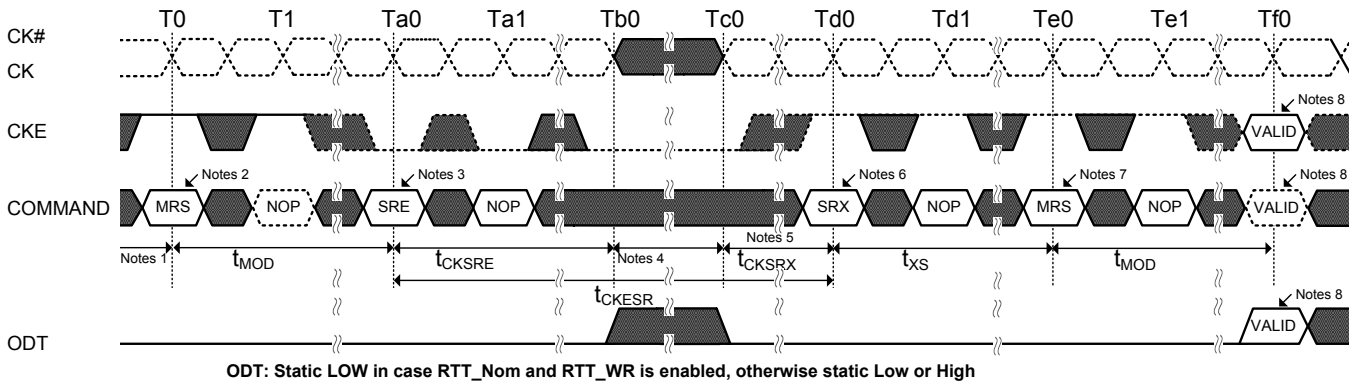 T0 T1 Ta0 Ta1 Tb0 Tc0 Td0 Td1 Te0 Te1 Tf0
CK#
CK
Notes 8
CKE
VALID
Notes 2 Notes 3 Notes 6 Notes 7 Notes 8
COMMAND MRS NOP SRE NOP SRX NOP MRS NOP VALID
Notes 1 tMOD tCKSRE Notes 4 Notes 5 tCKSRX tXS tMOD
tCKESR
Notes 8
ODT VALID
ODT: Static LOW in case RTT_Nom and RTT_WR is enabled, otherwise static Low or High